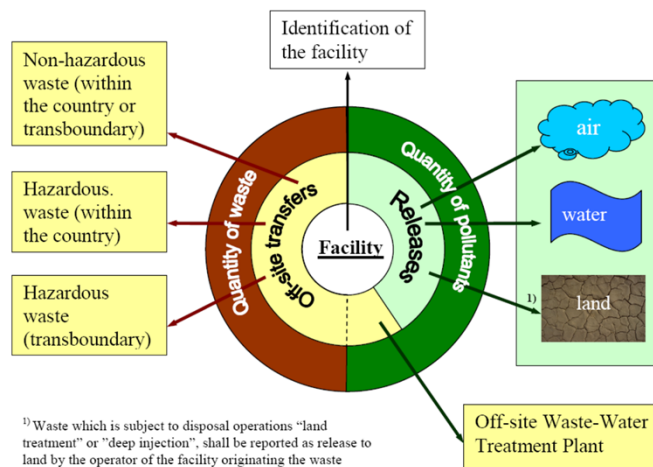 Identification of
the facility
Non-hazardous
waste (within
the country or
transboundary)
Hazardous.
waste (within
the country)
Hazardous
waste
(transboundary)
Quantity of waste
Off-site transfers
Facility
Releases
Quantity of pollutants
air
water
1)
land
Off-site Waste-Water
Treatment Plant
1) Waste which is subject to disposal operations “land
treatment” or ”deep injection”, shall be reported as release to
land by the operator of the facility originating the waste